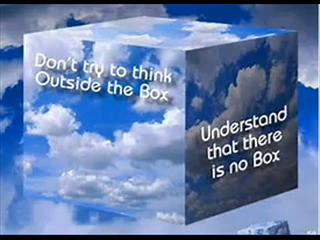 Don't try to think
Outside the Box
Understand
that there
is no Box